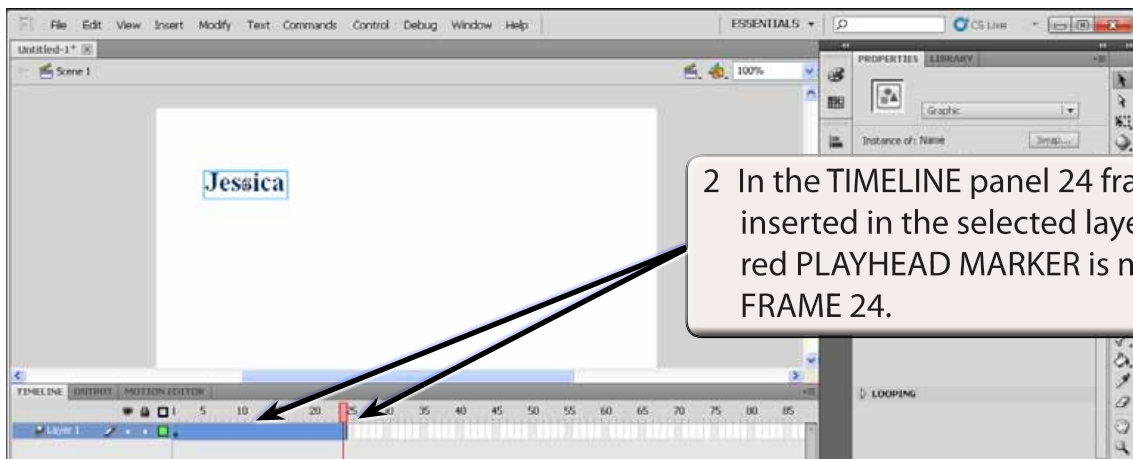 Fl File Edit View Insert Modify Text Commands Control Debug Window Help ESSENTIALS CS Live
Untitled-1*
Scene 1 100%
PROPERTIES LIBRARY
Graphic
Instance of: Name Swap...
Jessica
2 In the TIMELINE panel 24 fra
inserted in the selected laye
red PLAYHEAD MARKER is m
FRAME 24.
LOOPING
TIMELINE OUTPUT MOTION EDITOR
1 5 10 20 25 30 35 40 45 50 55 60 65 70 75 80 85
Layer 1